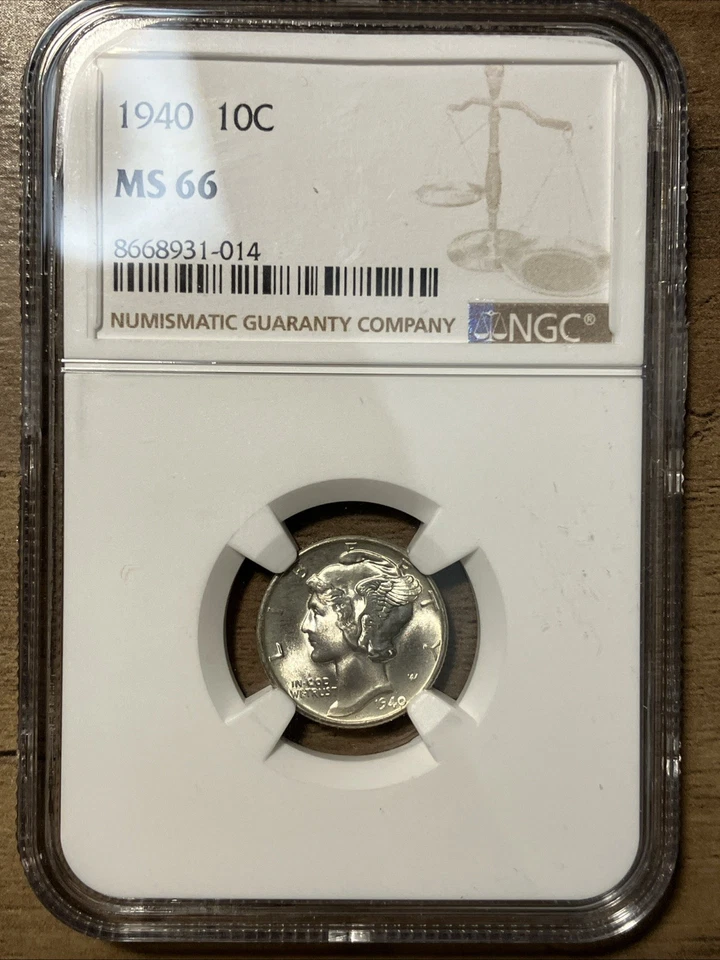 1940 10C
MS 66
8668931-014
NUMISMATIC GUARANTY COMPANY NGC®
LIBERTY
IN GOD
WE TRUST
W
1940